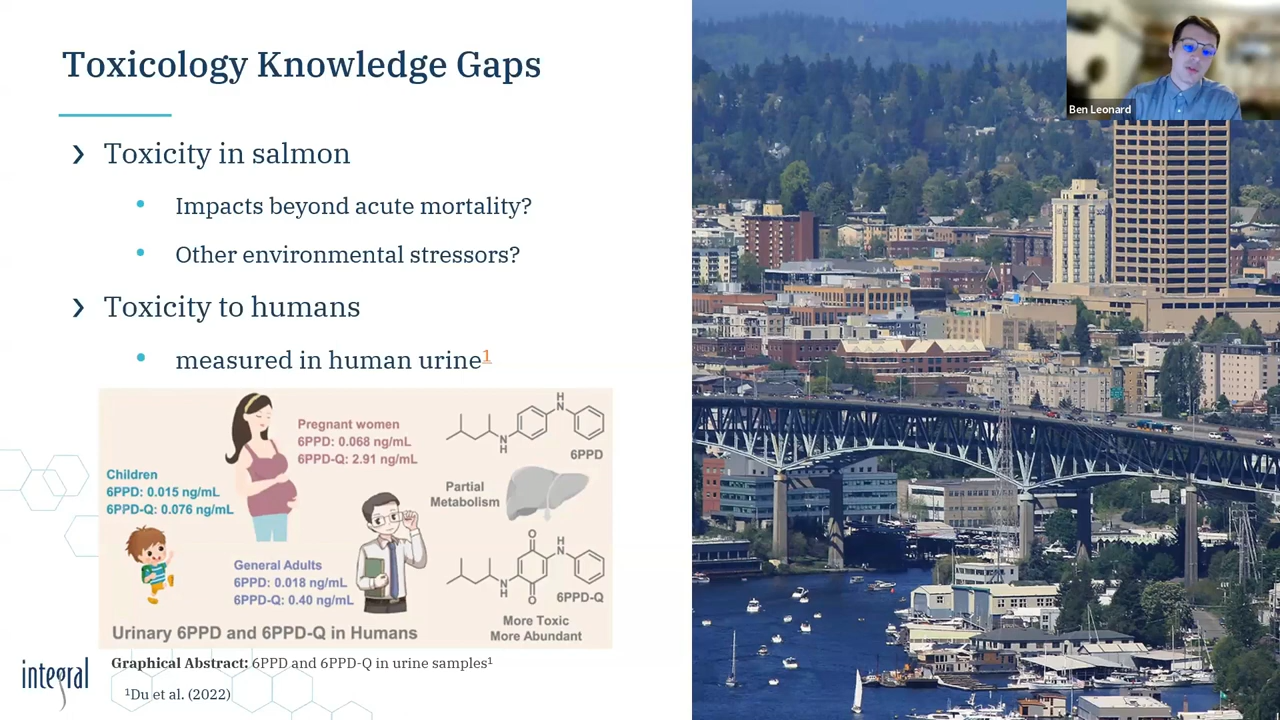 Toxicology Knowledge Gaps
Toxicity in salmon
Impacts beyond acute mortality?
Other environmental stressors?
Toxicity to humans
measured in human urine1
Pregnant women
6PPD: 0.068 ng/mL
6PPD-Q: 2.91 ng/mL
Children
6PPD: 0.015 ng/mL
6PPD-Q: 0.076 ng/mL
General Adults
6PPD: 0.018 ng/mL
6PPD-Q: 0.40 ng/mL
Urinary 6PPD and 6PPD-Q in Humans
H
N
N
H
6PPD
Partial
Metabolism
O
H
N
N
H
O
6PPD-Q
More Toxic
More Abundant
Graphical Abstract: 6PPD and 6PPD-Q in urine samples¹
¹Du et al. (2022)
integral
Ben Leonard